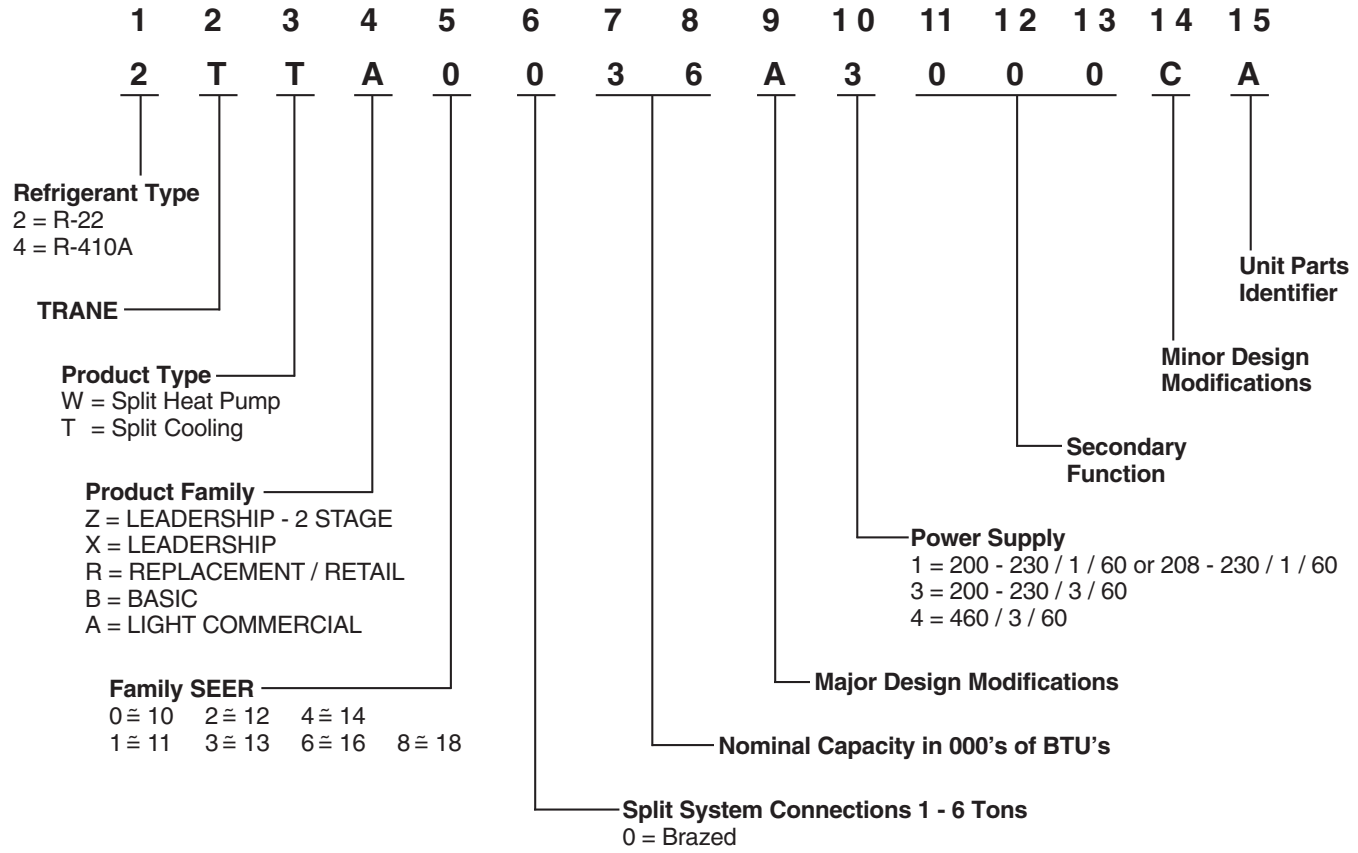 1 2 3 4 5 6 7 8 9 10 11 12 13 14 15
2 T T A 0 0 3 6 A 3 0 0 0 C A
Refrigerant Type
2 = R-22
4 = R-410A
TRANE
Product Type
W = Split Heat Pump
T = Split Cooling
Product Family
Z = LEADERSHIP - 2 STAGE
X = LEADERSHIP
R = REPLACEMENT / RETAIL
B = BASIC
A = LIGHT COMMERCIAL
Family SEER
0 ≅ 10 2 ≅ 12 4 ≅ 14
1 ≅ 11 3 ≅ 13 6 ≅ 16 8 ≅ 18
Split System Connections 1 - 6 Tons
0 = Brazed
Nominal Capacity in 000's of BTU's
Major Design Modifications
Power Supply
1 = 200 - 230 / 1 / 60 or 208 - 230 / 1 / 60
3 = 200 - 230 / 3 / 60
4 = 460 / 3 / 60
Secondary
Function
Minor Design
Modifications
Unit Parts
Identifier